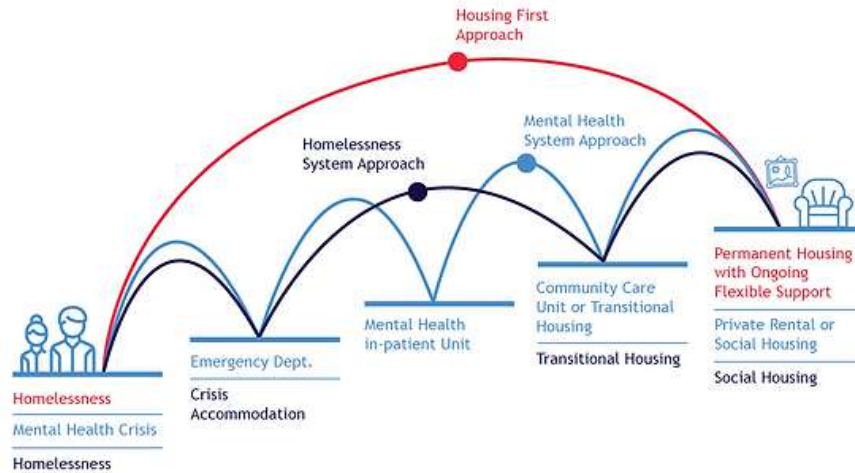 Housing First
Approach
Mental Health
System Approach
Homelessness
System Approach
Homelessness
Mental Health Crisis
Homelessness
Emergency Dept.
Crisis
Accommodation
Mental Health
in-patient Unit
Community Care
Unit or Transitional
Housing
Transitional Housing
Permanent Housing
with Ongoing
Flexible Support
Private Rental or
Social Housing
Social Housing